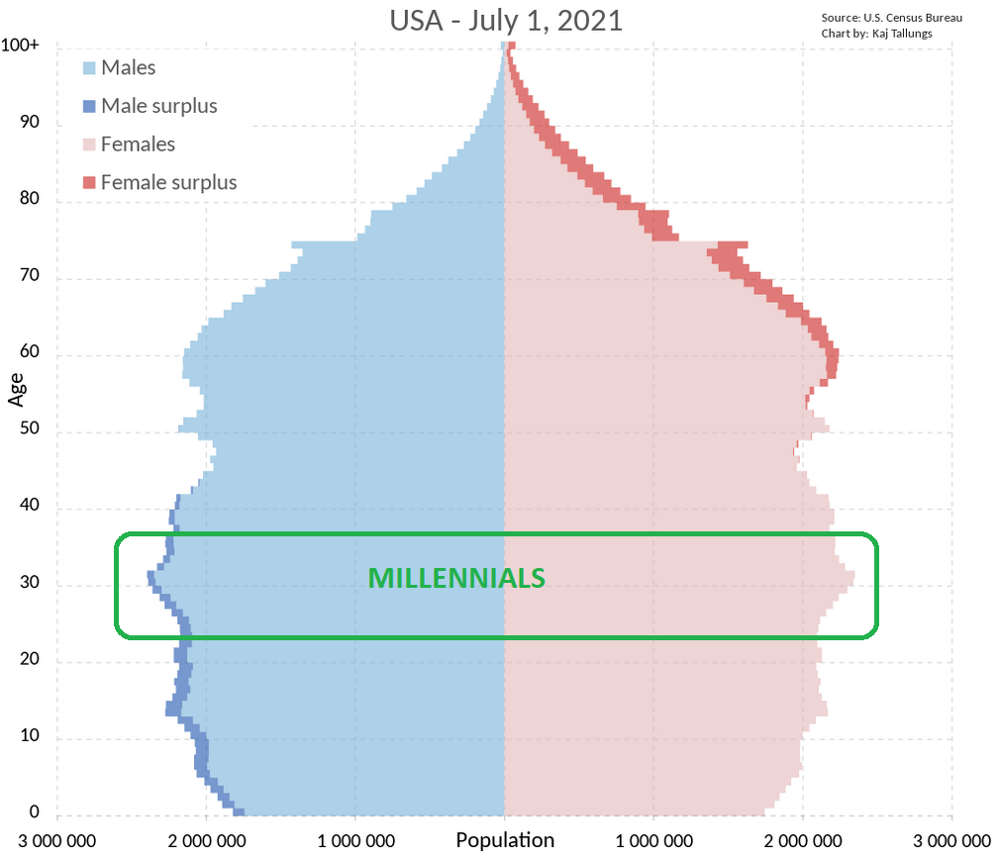 USA - July 1, 2021
Source: U.S. Census Bureau
Chart by: Kaj Tallungs
100+
Males
Male surplus
90
Females
Female surplus
80
70
60
Age
50
40
MILLENNIALS
30
20
10
0
3 000 000 2 000 000 1 000 000 Population 1 000 000 2 000 000 3 000 000